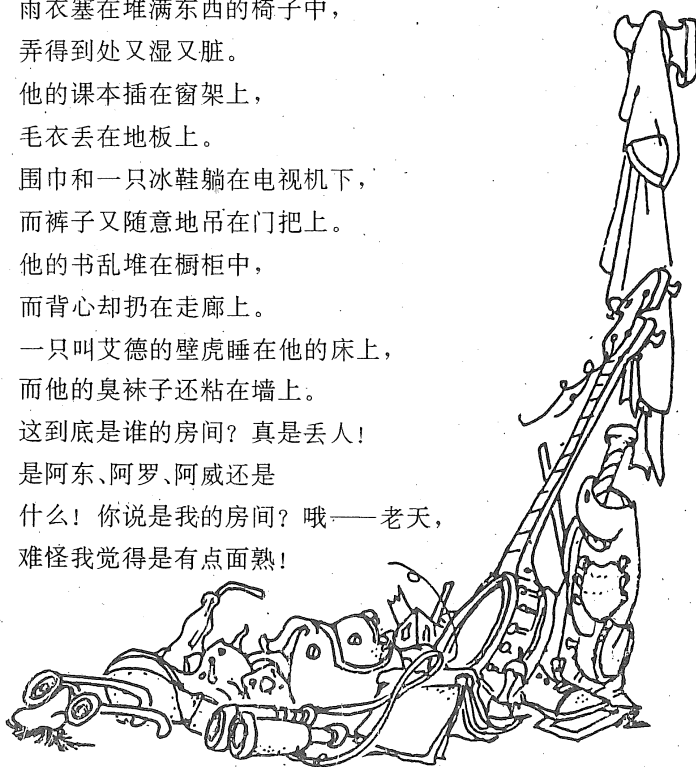 雨衣塞在堆满东西的椅子中，
弄得到处又湿又脏。
他的课本插在窗架上，
毛衣丢在地板上。
围巾和一只冰鞋躺在电视机下，
而裤子又随意地吊在门把上。
他的书乱堆在橱柜中，
而背心却扔在走廊上。
一只叫艾德的壁虎睡在他的床上，
而他的臭袜子还粘在墙上。
这到底是谁的房间？真是丢人！
是阿东、阿罗、阿威还是
什么！你说是我的房间？哦——老天，
难怪我觉得是有点面熟！